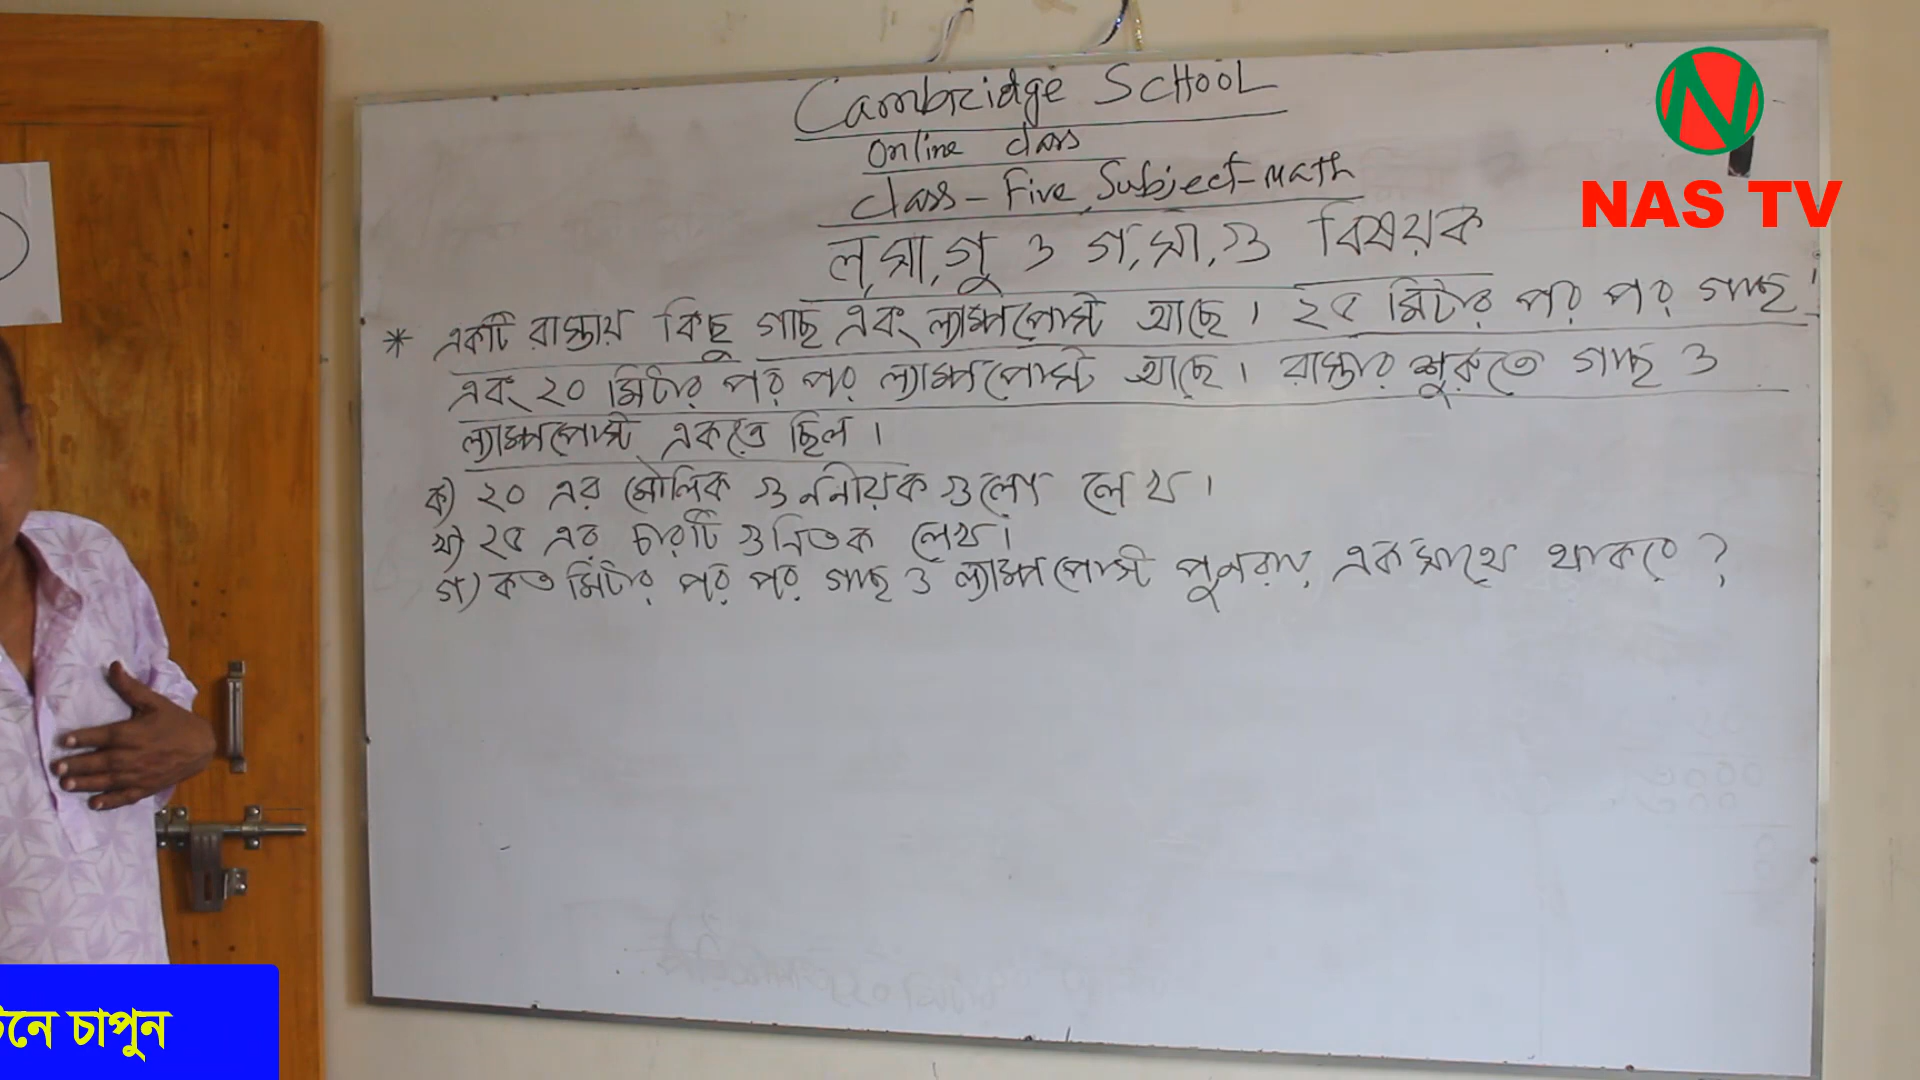 Cambridge SCHOOL
Online class
class - Five, Subject - math
ল,সা,গু ও গ,সা,গু বিষয়ক
* একটি রাস্তায় কিছু গাছ এবং ল্যাম্পপোস্ট আছে। ২৫ মিটার পর পর গাছ
এবং ২০ মিটার পর পর ল্যাম্পপোস্ট আছে। রাস্তার শুরুতে গাছ ও
ল্যাম্পপোস্ট একত্রে ছিল।
ক) ২০ এর মৌলিক গুননীয়ক গুলো লেখ।
খ) ২৫ এর চারটি গুনিতক লেখ।
গ) কত মিটার পর পর গাছ ও ল্যাম্পপোস্ট পুনরায় একসাথে থাকবে?
N
NAS TV
টনে চাপুন